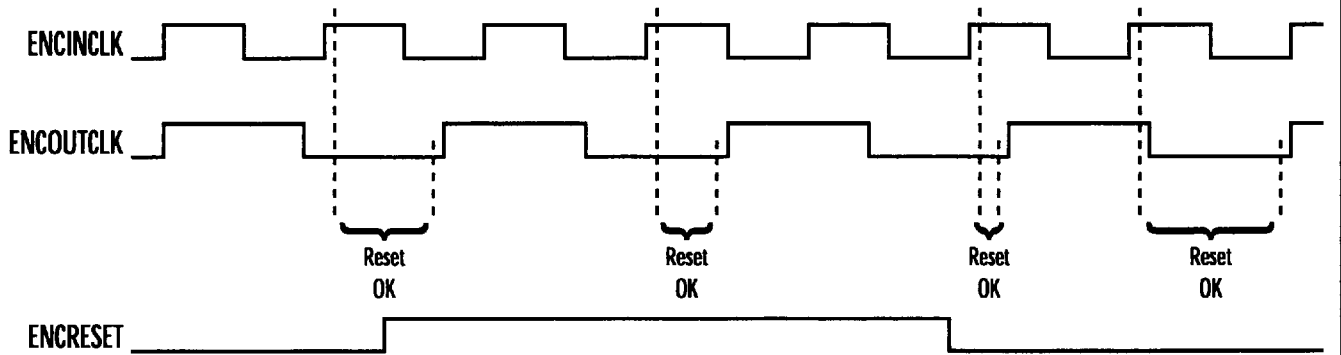 ENCINCLK
ENCOUTCLK
Reset
OK
Reset
OK
Reset
OK
Reset
OK
ENCRESET